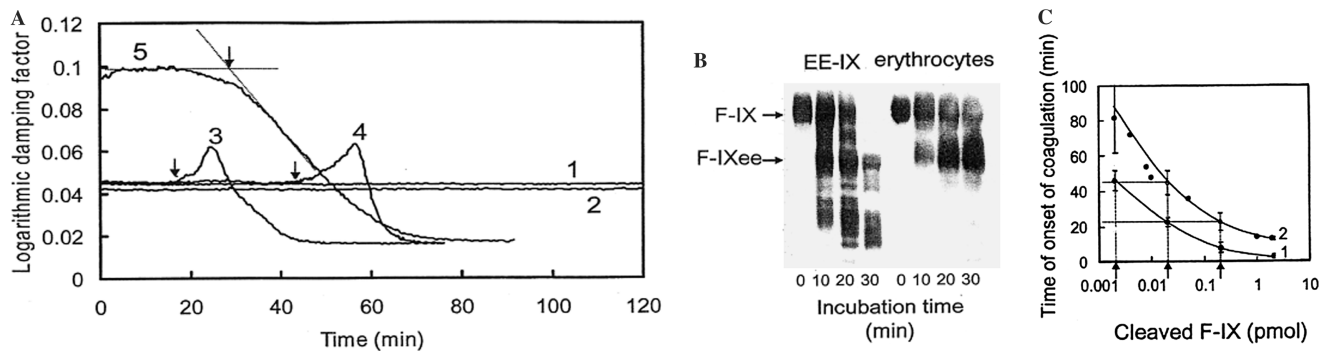 A
Logarithmic damping factor
0.12
0.1
0.08
0.06
0.04
0.02
0
5
3
4
1
2
0 20 40 60 80 100 120
Time (min)
B
EE-IX erythrocytes
F-IX
F-IXee
0 10 20 30 0 10 20 30
Incubation time
(min)
C
Time of onset of coagulation (min)
100
80
60
40
20
0
2
1
0.001 0.01 0.1 1 10
Cleaved F-IX (pmol)